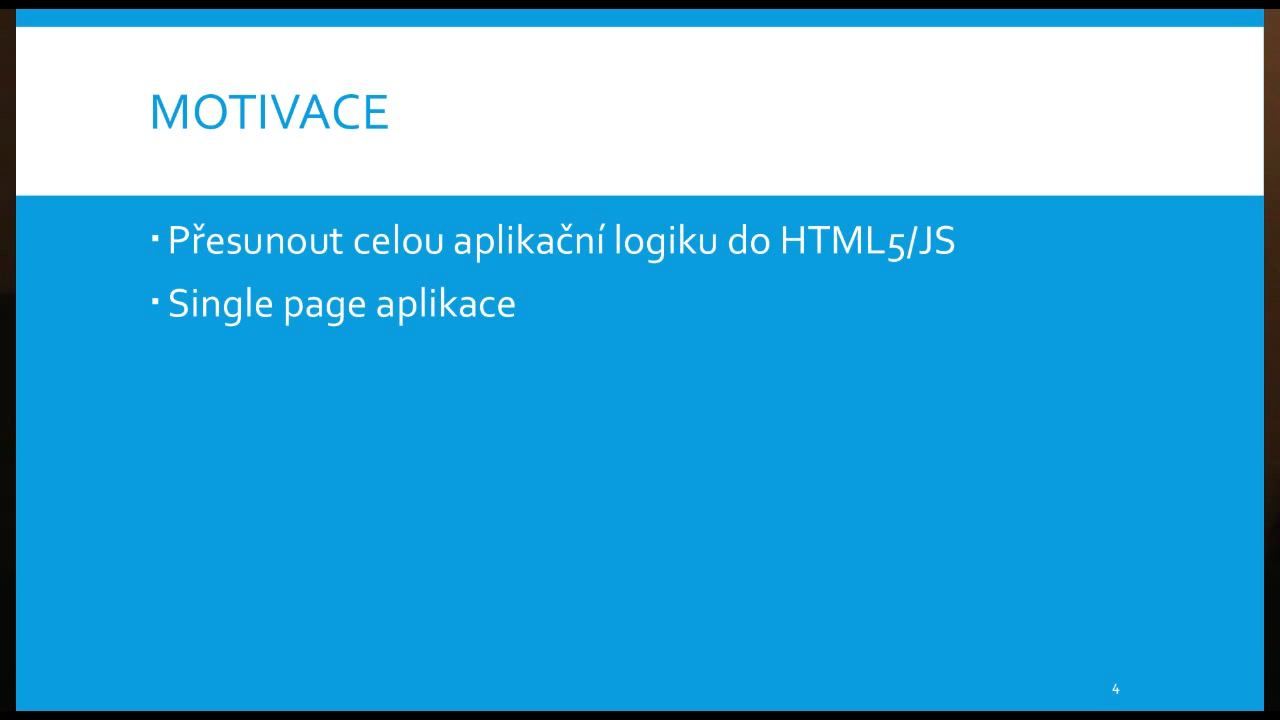 MOTIVACE
▪ Přesunout celou aplikační logiku do HTML5/JS
▪ Single page aplikace
4